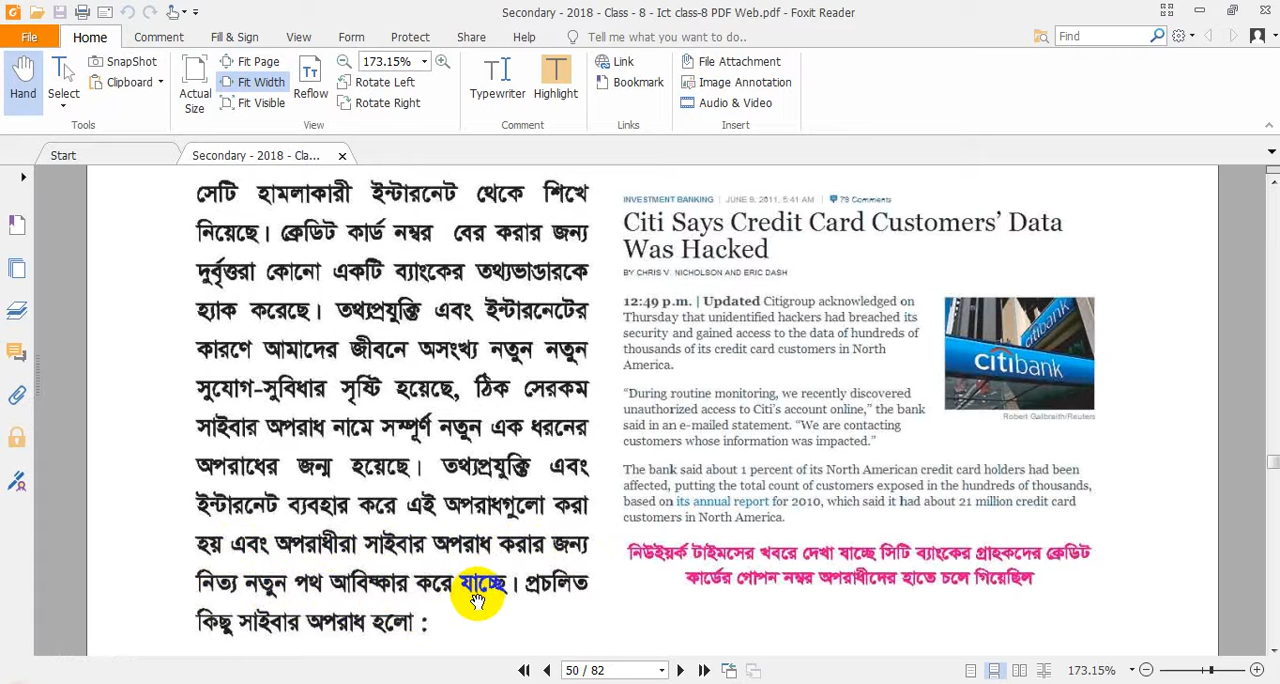 Secondary - 2018 - Class - 8 - Ict class-8 PDF Web.pdf - Foxit Reader
File Home Comment Fill & Sign View Form Protect Share Help Tell me what you want to do.. Find
Hand
Select
SnapShot
Clipboard
Tools
Actual Size
Fit Page
Fit Width
Fit Visible
Reflow
173.15%
Rotate Left
Rotate Right
View
Typewriter
Highlight
Comment
Link
Bookmark
Links
File Attachment
Image Annotation
Audio & Video
Insert
Start
Secondary - 2018 - Cla...
সেটি হামলাকারী ইন্টারনেট থেকে শিখে
নিয়েছে। ক্রেডিট কার্ড নম্বর বের করার জন্য
দুর্বৃত্তরা কোনো একটি ব্যাংকের তথ্যভাণ্ডারকে
হ্যাক করেছে। তথ্যপ্রযুক্তি এবং ইন্টারনেটের
কারণে আমাদের জীবনে অসংখ্য নতুন নতুন
সুযোগ-সুবিধার সৃষ্টি হয়েছে, ঠিক সেরকম
সাইবার অপরাধ নামে সম্পূর্ণ নতুন এক ধরনের
অপরাধের জন্ম হয়েছে। তথ্যপ্রযুক্তি এবং
ইন্টারনেট ব্যবহার করে এই অপরাধগুলো করা
হয় এবং অপরাধীরা সাইবার অপরাধ করার জন্য
নিত্য নতুন পথ আবিষ্কার করে যাচ্ছে। প্রচলিত
কিছু সাইবার অপরাধ হলো :
INVESTMENT BANKING | JUNE 9, 2011, 5:41 AM | 79 Comments
Citi Says Credit Card Customers' Data
Was Hacked
BY CHRIS V. NICHOLSON AND ERIC DASH
12:49 p.m. | Updated Citigroup acknowledged on
Thursday that unidentified hackers had breached its
security and gained access to the data of hundreds of
thousands of its credit card customers in North
America.
citibank
citibank
Robert Galbraith/Reuters
“During routine monitoring, we recently discovered
unauthorized access to Citi's account online,” the bank
said in an e-mailed statement. “We are contacting
customers whose information was impacted.”
The bank said about 1 percent of its North American credit card holders had been
affected, putting the total count of customers exposed in the hundreds of thousands,
based on its annual report for 2010, which said it had about 21 million credit card
customers in North America.
নিউইয়র্ক টাইমসের খবরে দেখা যাচ্ছে সিটি ব্যাংকের গ্রাহকদের ক্রেডিট
কার্ডের গোপন নম্বর অপরাধীদের হাতে চলে গিয়েছিল
50 / 82
173.15%